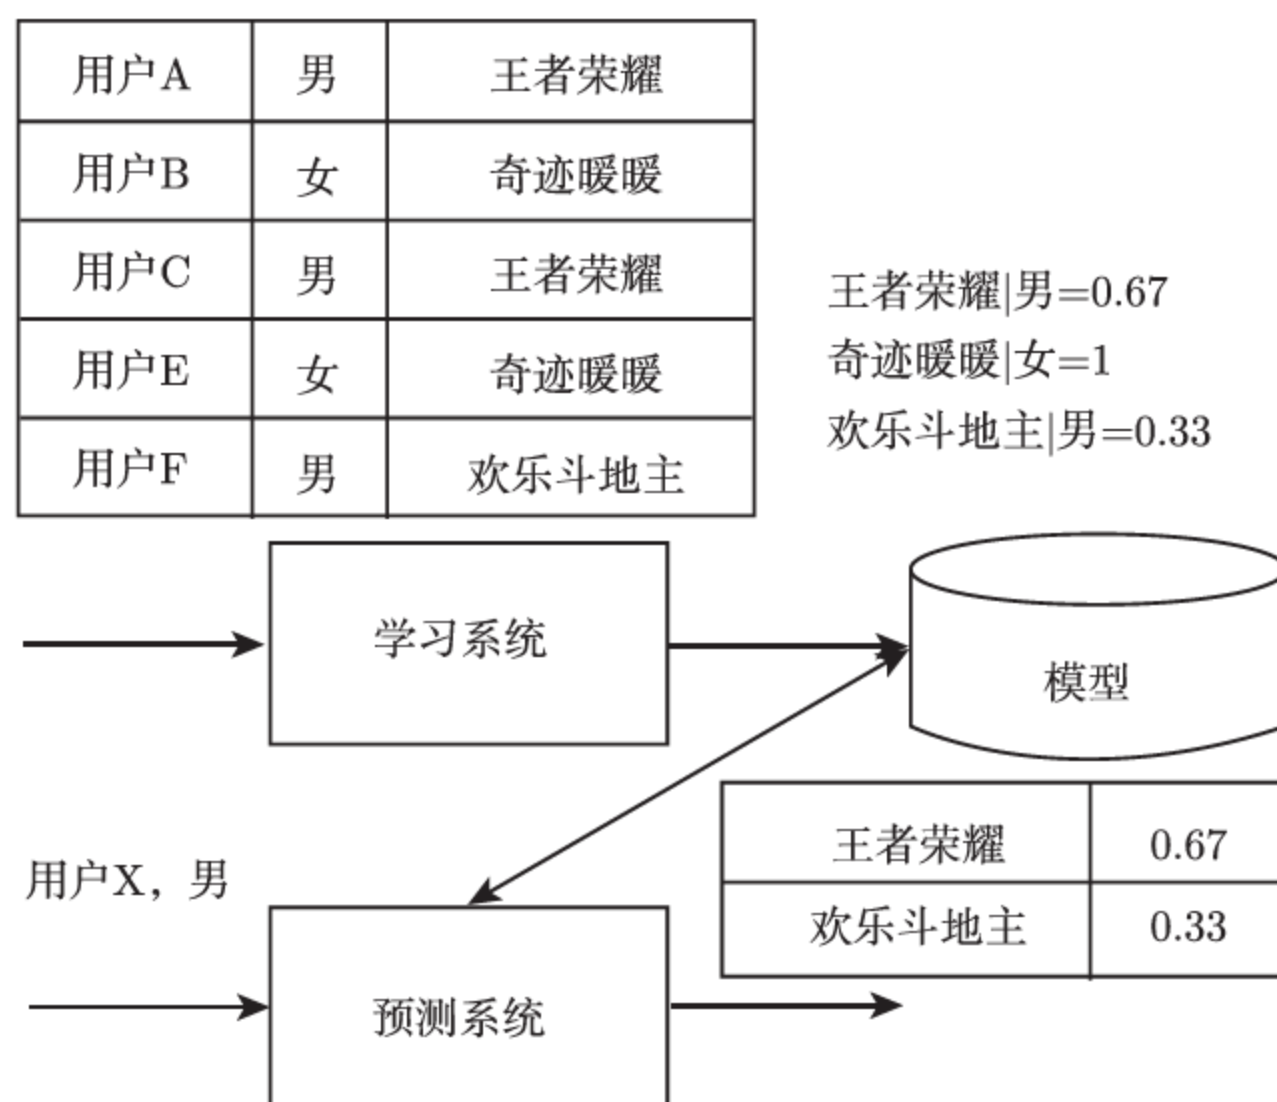 用户A 男 王者荣耀
用户B 女 奇迹暖暖
用户C 男 王者荣耀
用户E 女 奇迹暖暖
用户F 男 欢乐斗地主
王者荣耀|男=0.67
奇迹暖暖|女=1
欢乐斗地主|男=0.33
学习系统
模型
用户X，男
王者荣耀 0.67
欢乐斗地主 0.33
预测系统